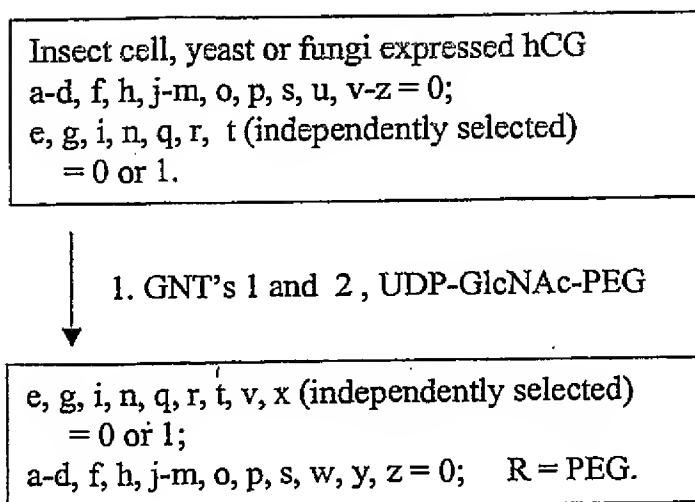 Insect cell, yeast or fungi expressed hCG
a-d, f, h, j-m, o, p, s, u, v-z = 0;
e, g, i, n, q, r, t (independently selected)
= 0 or 1.
1. GNT's 1 and 2 , UDP-GlcNAc-PEG
e, g, i, n, q, r, t, v, x (independently selected)
= 0 or 1;
a-d, f, h, j-m, o, p, s, w, y, z = 0; R = PEG.